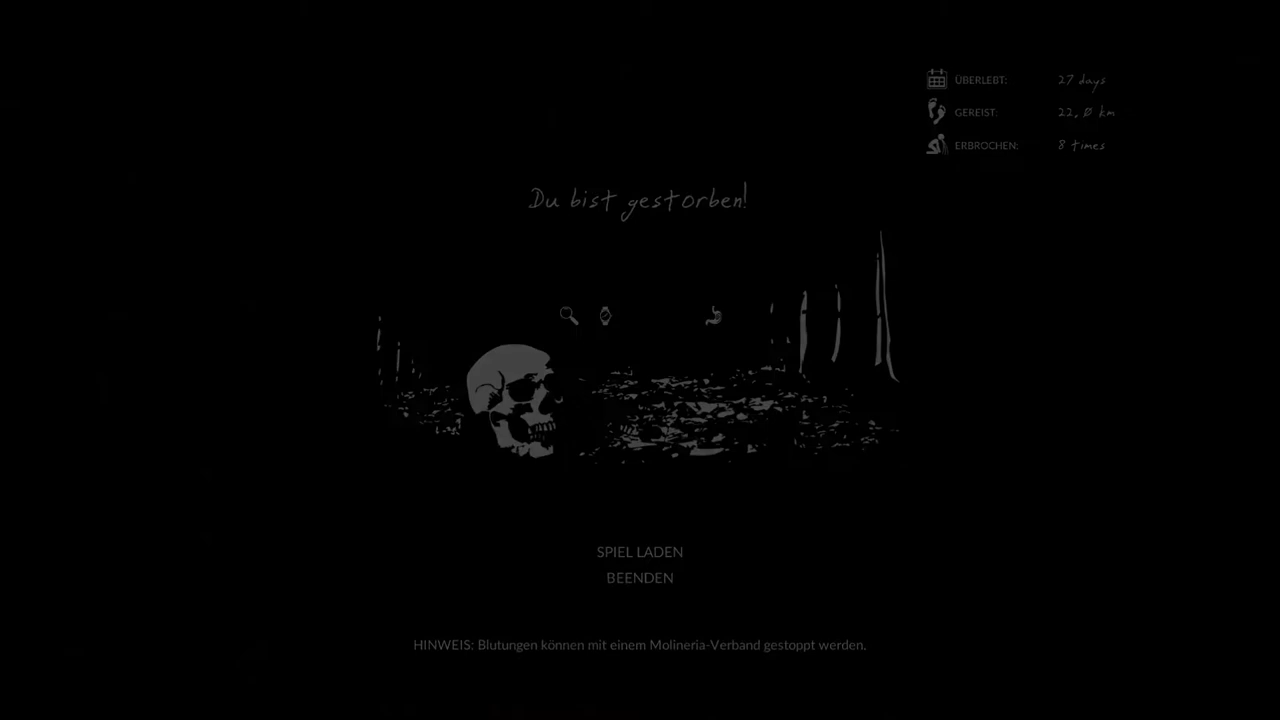 ÜBERLEBT: 27 days
GEREIST: 22,0 km
ERBROCHEN: 8 times
Du bist gestorben!
SPIEL LADEN
BEENDEN
HINWEIS: Blutungen können mit einem Molineria-Verband gestoppt werden.